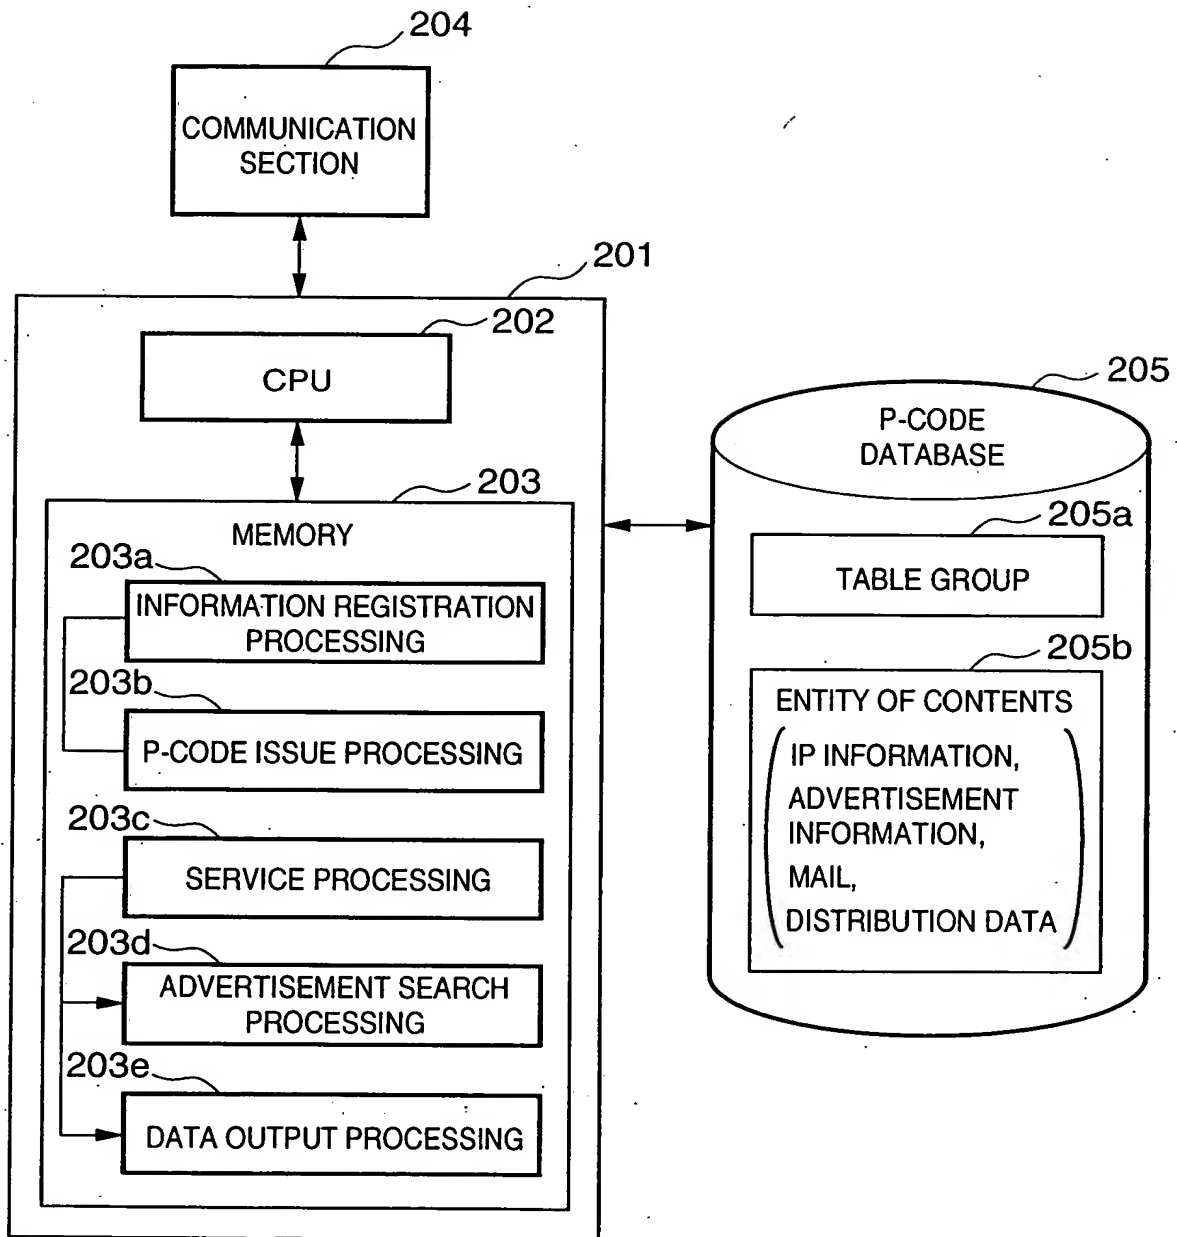 204
COMMUNICATION
SECTION
201
202
CPU
203
MEMORY
203a
INFORMATION REGISTRATION
PROCESSING
203b
P-CODE ISSUE PROCESSING
203c
SERVICE PROCESSING
203d
ADVERTISEMENT SEARCH
PROCESSING
203e
DATA OUTPUT PROCESSING
205
P-CODE
DATABASE
205a
TABLE GROUP
205b
ENTITY OF CONTENTS
IP INFORMATION,
ADVERTISEMENT
INFORMATION,
MAIL,
DISTRIBUTION DATA